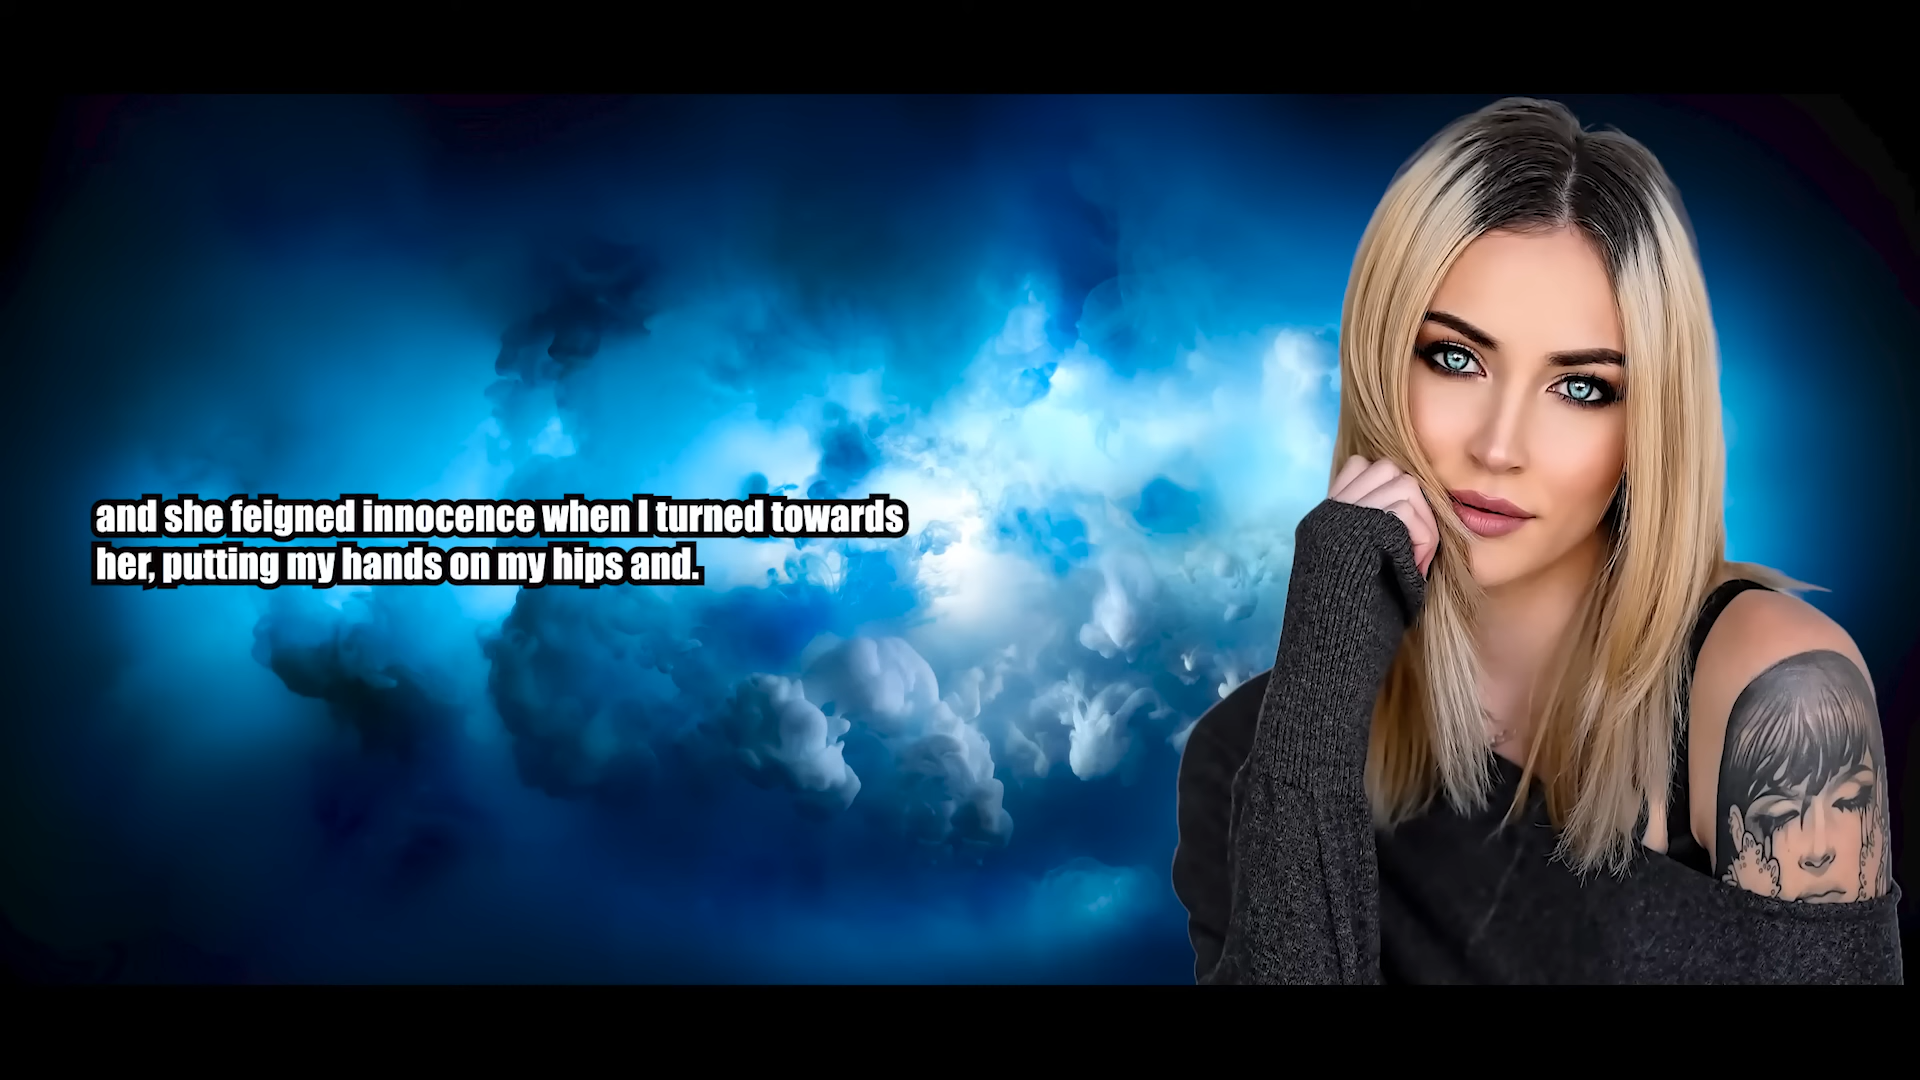 and she feigned innocence when I turned towards
her, putting my hands on my hips and.